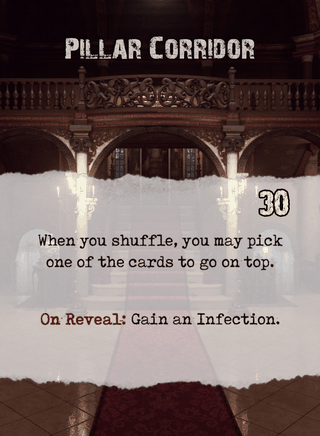 Pillar Corridor
30
When you shuffle, you may pick
one of the cards to go on top.
On Reveal: Gain an Infection.